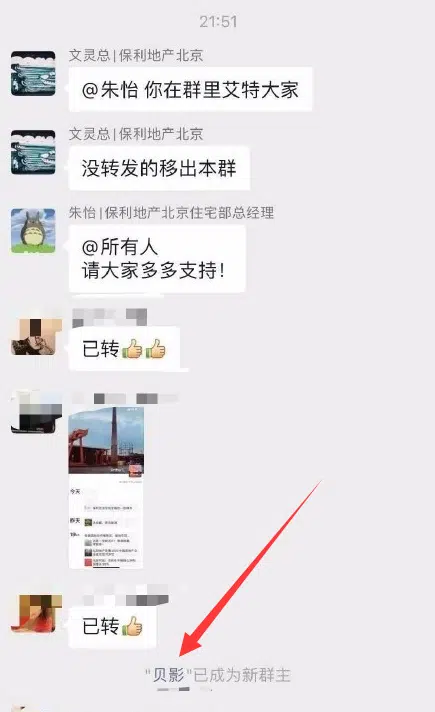 21:51
文灵总|保利地产北京
@朱怡 你在群里艾特大家
文灵总|保利地产北京
没转发的移出本群
朱怡|保利地产北京住宅部总经理
@所有人
请大家多多支持！
已转👍👍
今天
昨天
已转👍
"贝影"已成为新群主